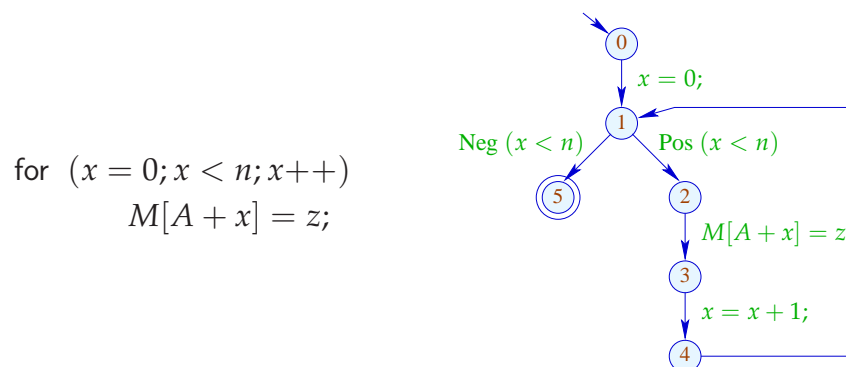 for (x = 0; x < n; x++)
M[A + x] = z;
0
x = 0;
1
Neg (x < n)
Pos (x < n)
5
2
M[A + x] = z
3
x = x + 1;
4